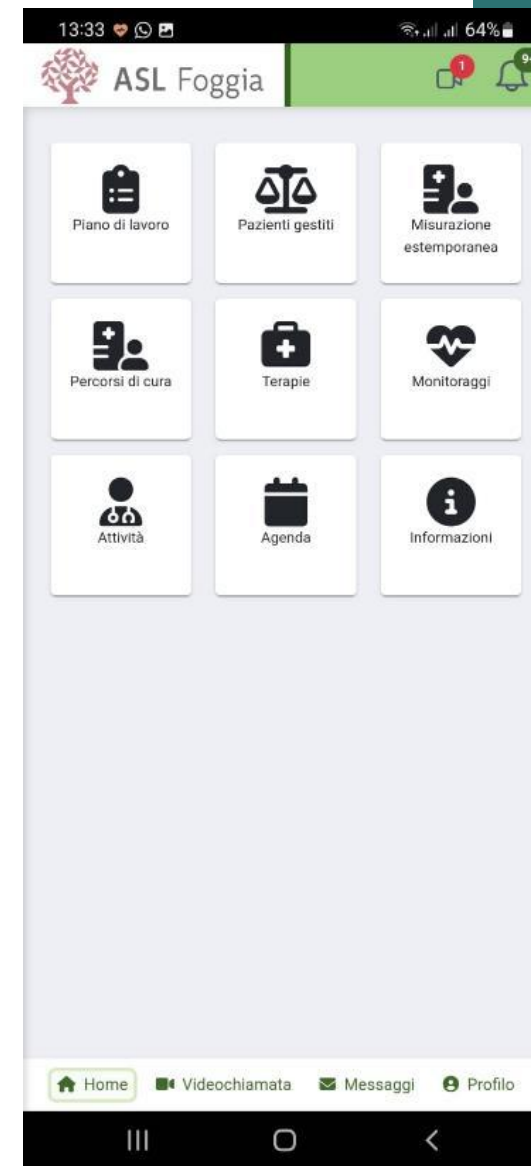 13:33
64%
ASL Foggia
1
Piano di lavoro
Pazienti gestiti
Misurazione
estemporanea
Percorsi di cura
Terapie
Monitoraggi
Attività
Agenda
Informazioni
Home
Videochiamata
Messaggi
Profilo